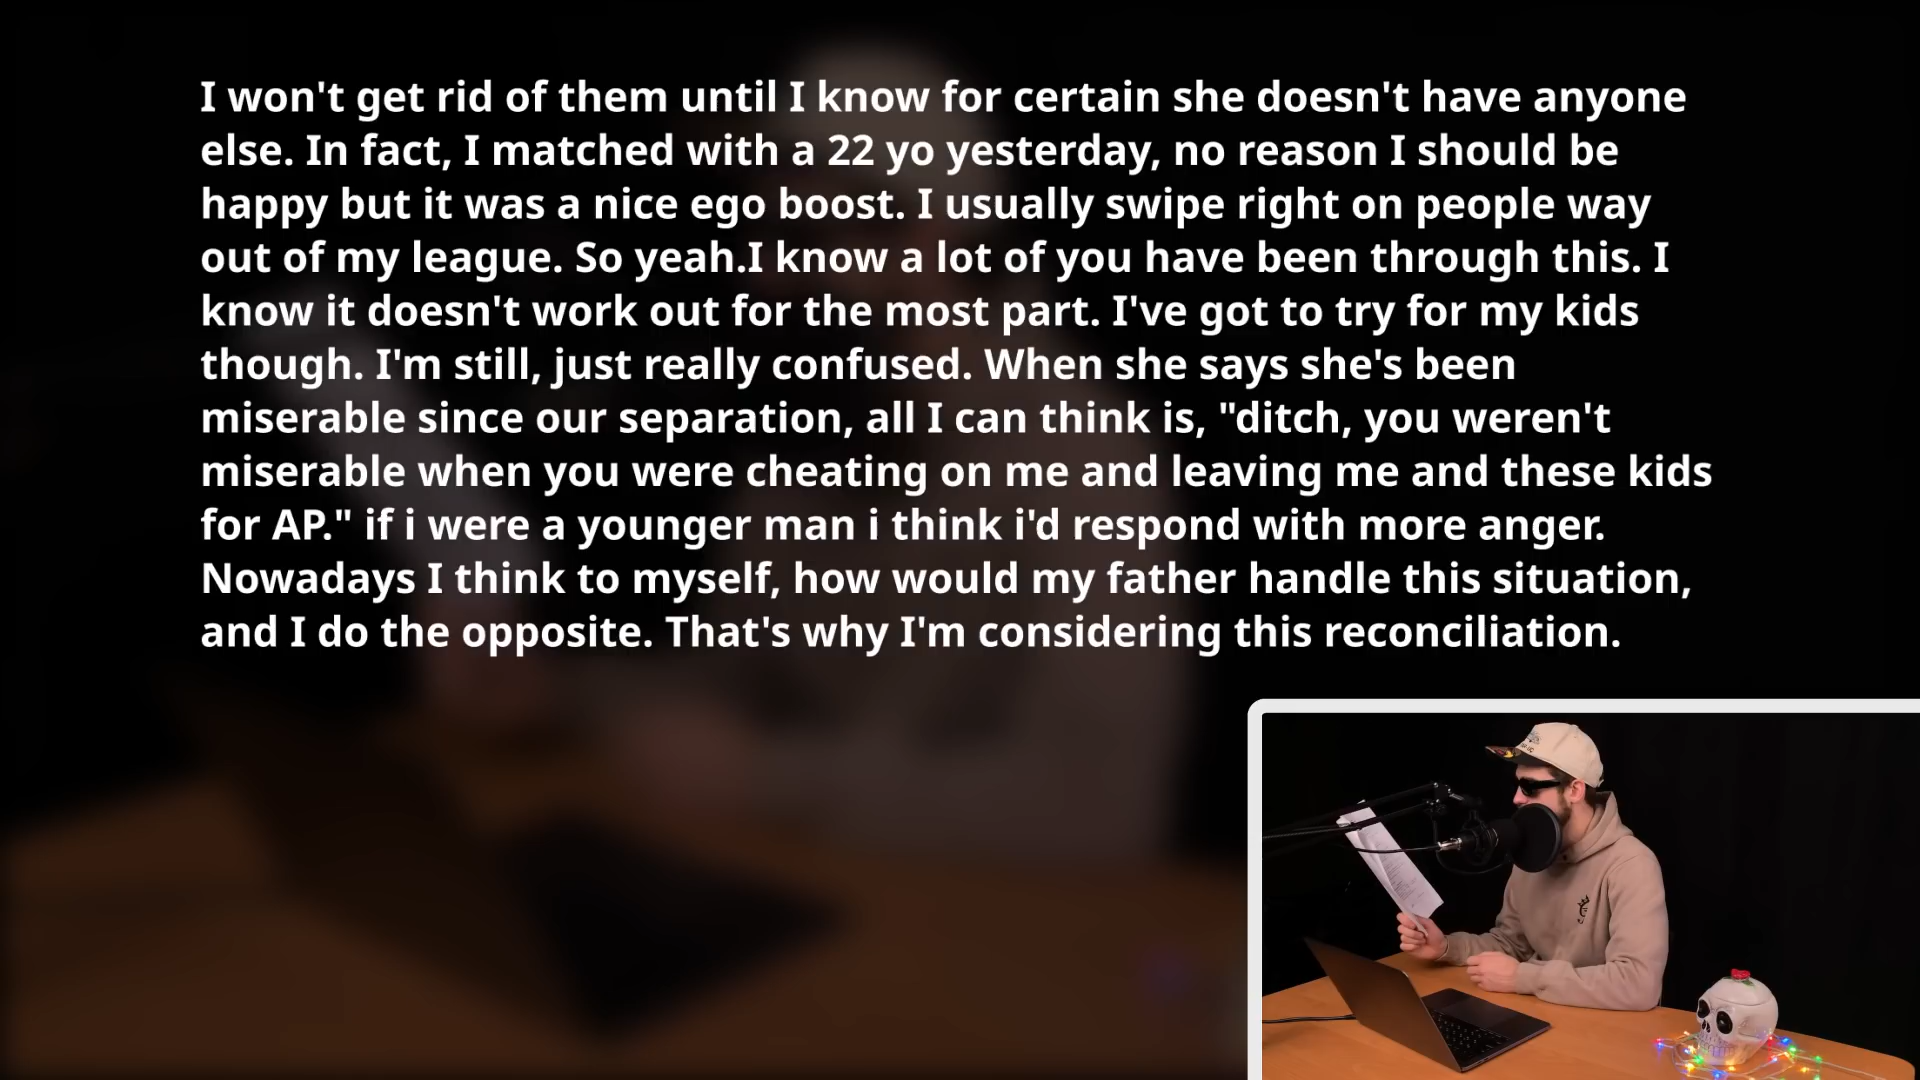 I won't get rid of them until I know for certain she doesn't have anyone
else. In fact, I matched with a 22 yo yesterday, no reason I should be
happy but it was a nice ego boost. I usually swipe right on people way
out of my league. So yeah.I know a lot of you have been through this. I
know it doesn't work out for the most part. I've got to try for my kids
though. I'm still, just really confused. When she says she's been
miserable since our separation, all I can think is, "ditch, you weren't
miserable when you were cheating on me and leaving me and these kids
for AP." if i were a younger man i think i'd respond with more anger.
Nowadays I think to myself, how would my father handle this situation,
and I do the opposite. That's why I'm considering this reconciliation.